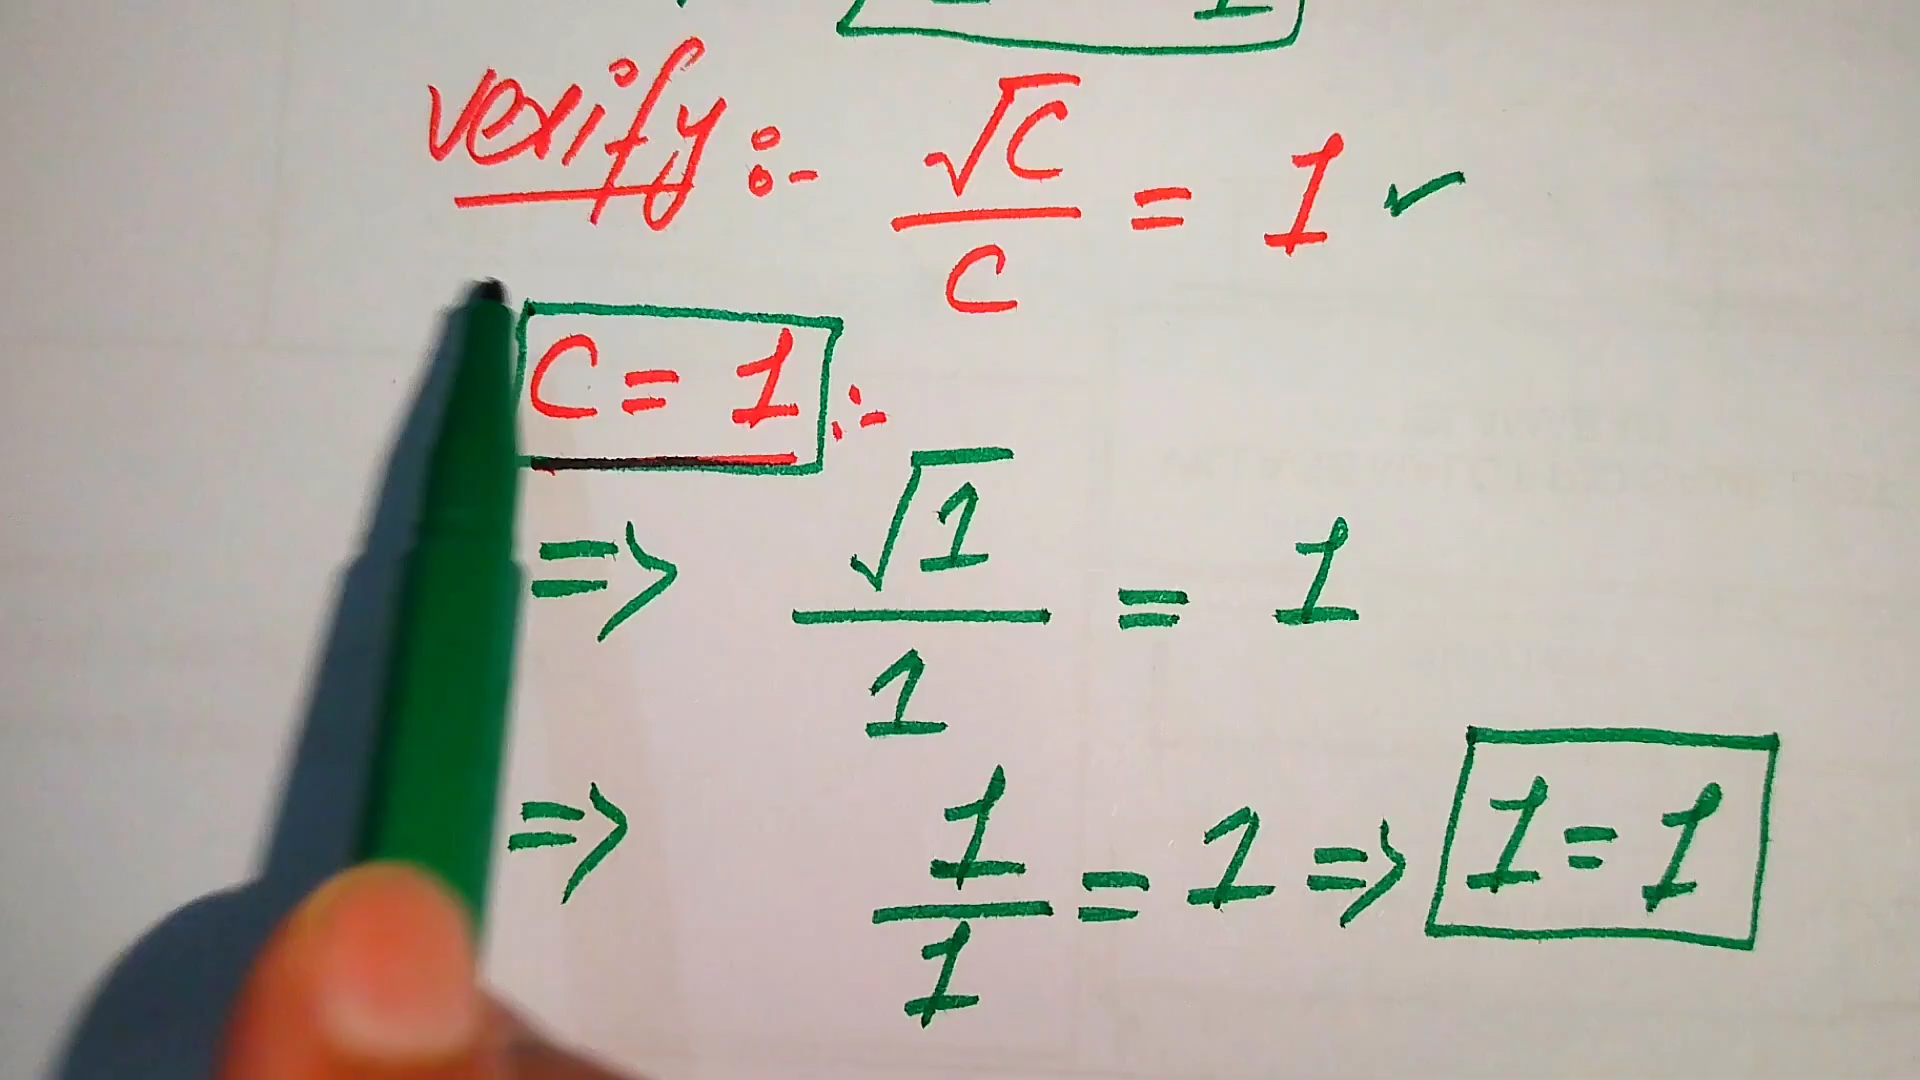 verify :- √C/C = 1 ✓
C = 1 :-
=> √1/1 = 1
=> 1/1 = 1 => 1 = 1